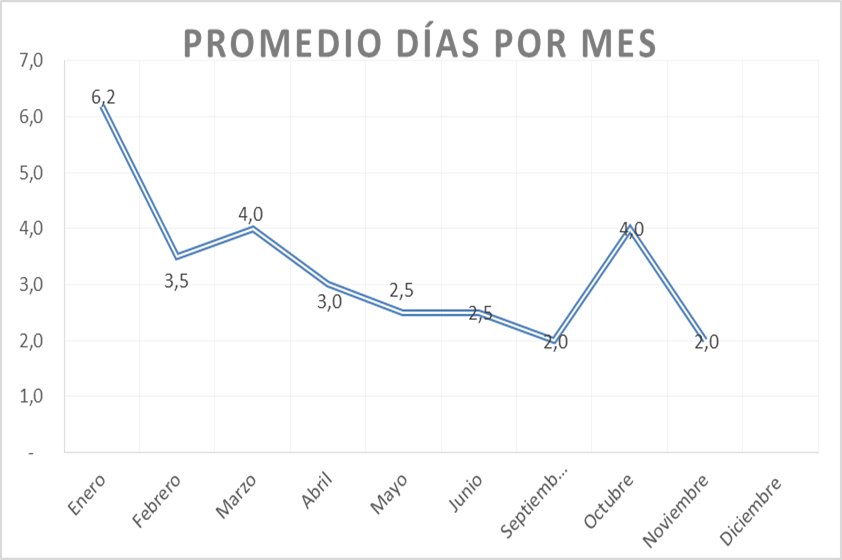 PROMEDIO DÍAS POR MES
7,0
6,0
5,0
4,0
3,0
2,0
1,0
-
6,2
3,5
4,0
3,0
2,5
2,5
2,0
4,0
2,0
Enero
Febrero
Marzo
Abril
Mayo
Junio
Septiemb...
Octubre
Noviembre
Diciembre